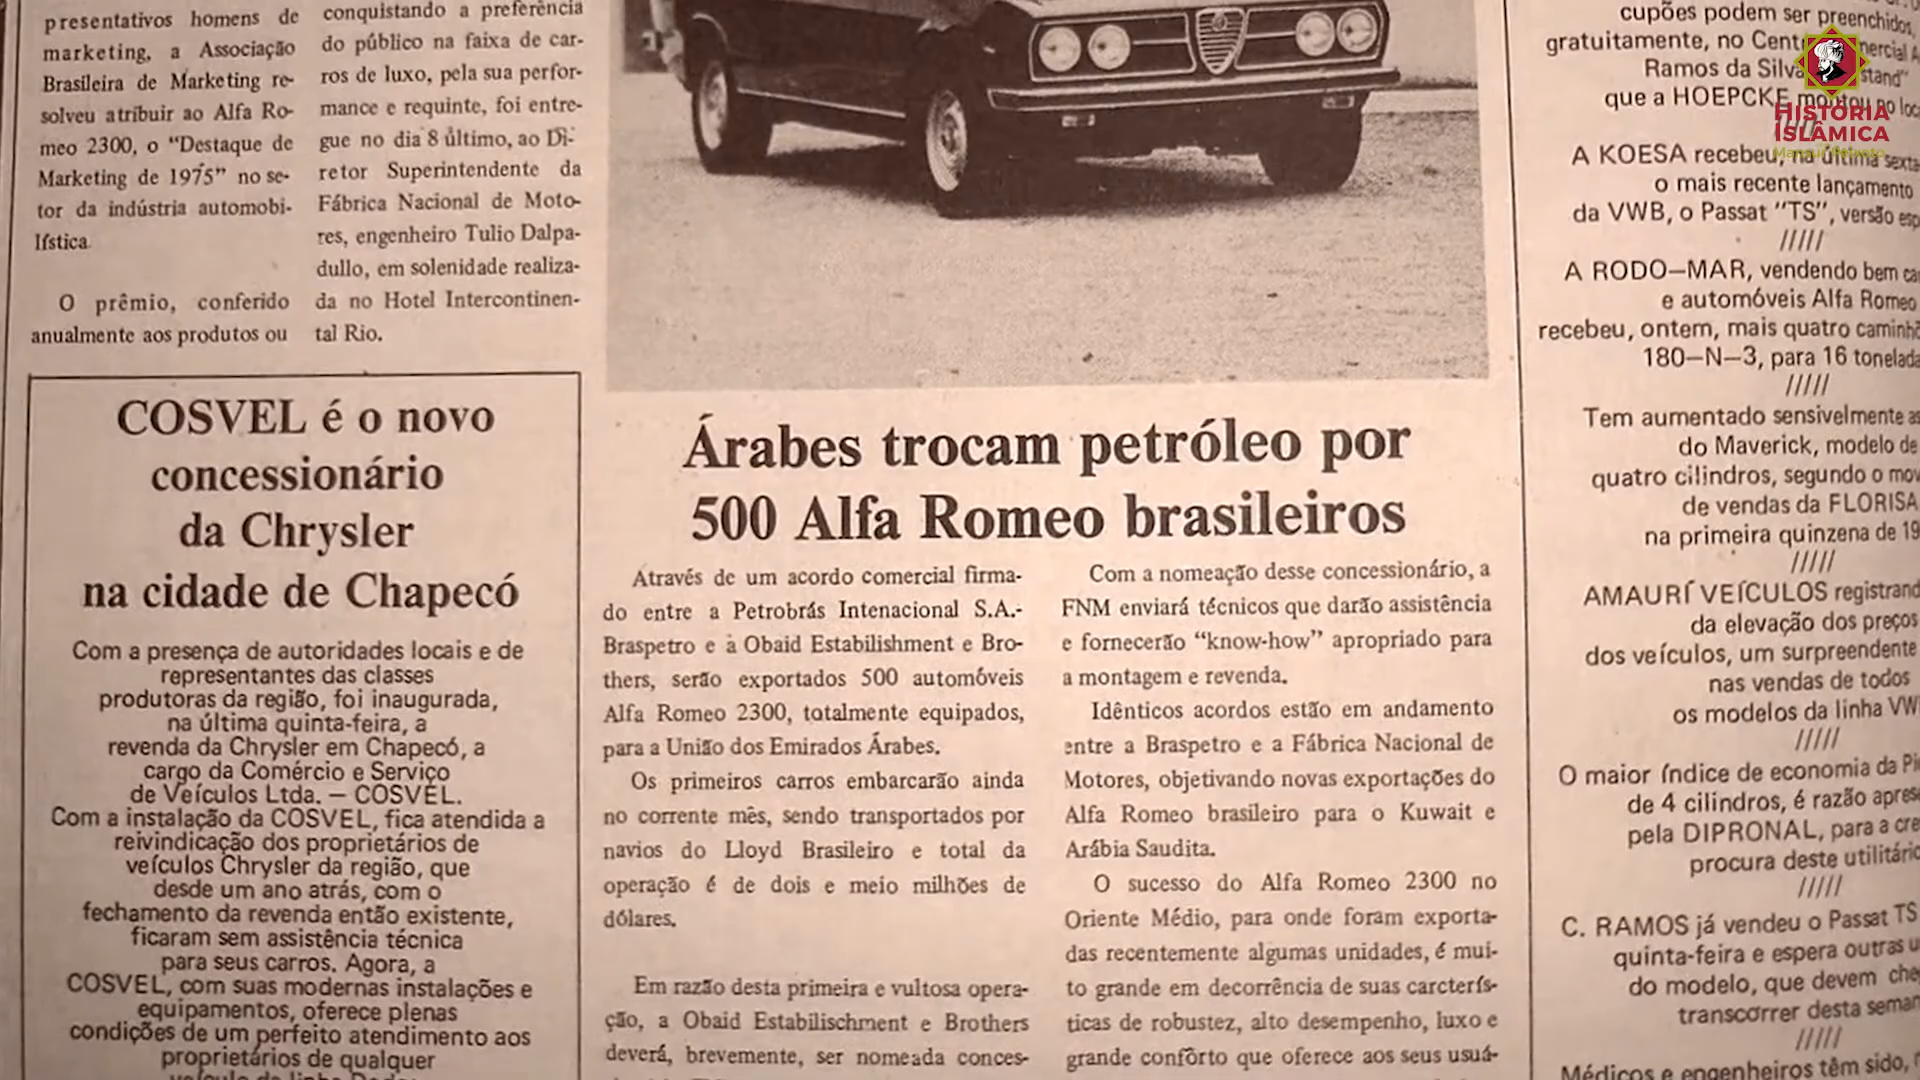 presentativos homens de
marketing, a Associação
Brasileira de Marketing re-
solveu atribuir ao Alfa Ro-
meo 2300, o “Destaque de
Marketing de 1975” no se-
tor da indústria automobi-
lística.
O prêmio, conferido
anualmente aos produtos ou
conquistando a preferência
do público na faixa de car-
ros de luxo, pela sua perfor-
mance e requinte, foi entre-
gue no dia 8 último, ao Di-
retor Superintendente da
Fábrica Nacional de Moto-
res, engenheiro Tulio Dalpa-
dullo, em solenidade realiza-
da no Hotel Intercontinen-
tal Rio.
COSVEL é o novo
concessionário
da Chrysler
na cidade de Chapecó
Com a presença de autoridades locais e de
representantes das classes
produtoras da região, foi inaugurada,
na última quinta-feira, a
revenda da Chrysler em Chapecó, a
cargo da Comércio e Serviço
de Veículos Ltda. — COSVEL.
Com a instalação da COSVEL, fica atendida a
reivindicação dos proprietários de
veículos Chrysler da região, que
desde um ano atrás, com o
fechamento da revenda então existente,
ficaram sem assistência técnica
para seus carros. Agora, a
COSVEL, com suas modernas instalações e
equipamentos, oferece plenas
condições de um perfeito atendimento aos
proprietários de qualquer
Árabes trocam petróleo por
500 Alfa Romeo brasileiros
Através de um acordo comercial firma-
do entre a Petrobrás Intenacional S.A.-
Braspetro e à Obaid Estabilishment e Bro-
thers, serão exportados 500 automóveis
Alfa Romeo 2300, totalmente equipados,
para a União dos Emirados Árabes.
Os primeiros carros embarcarão ainda
no corrente mês, sendo transportados por
navios do Lloyd Brasileiro e total da
operação é de dois e meio milhões de
dólares.
Em razão desta primeira e vultosa opera-
ção, a Obaid Estabilischment e Brothers
deverá, brevemente, ser nomeada conces-
Com a nomeação desse concessionário, a
FNM enviará técnicos que darão assistência
e fornecerão “know-how” apropriado para
a montagem e revenda.
Idênticos acordos estão em andamento
entre a Braspetro e a Fábrica Nacional de
Motores, objetivando novas exportações do
Alfa Romeo brasileiro para o Kuwait e
Arábia Saudita.
O sucesso do Alfa Romeo 2300 no
Oriente Médio, para onde foram exporta-
das recentemente algumas unidades, é mui-
to grande em decorrência de suas carcterís-
ticas de robustez, alto desempenho, luxo e
grande confôrto que oferece aos seus usuá-
cupões podem ser preenchidos,
gratuitamente, no
Ramos da Silva "stand"
que a HOEPCKE montou no
A KOESA recebeu, na última
o mais recente lançamento
da VWB, o Passat "TS", versão
/////
A RODO—MAR, vendendo bem
e automóveis Alfa Romeo
recebeu, ontem, mais quatro
180—N—3, para 16
/////
Tem aumentado sensivelmente
do Maverick, modelo de
quatro cilindros, segundo o
de vendas da
na primeira quinzena de
/////
AMAURÍ VEÍCULOS
da elevação dos preços
dos veículos, um surpreendente
nas vendas de todos
os modelos da linha
/////
O maior índice de economia da
de 4 cilindros, é razão
pela DIPRONAL, para a
procura deste
/////
C. RAMOS já vendeu o Passat TS
quinta-feira e espera outras
do modelo, que devem
transcorrer desta
/////
Médicos e engenheiros têm sido,
HISTÓRIA
ISLÂMICA